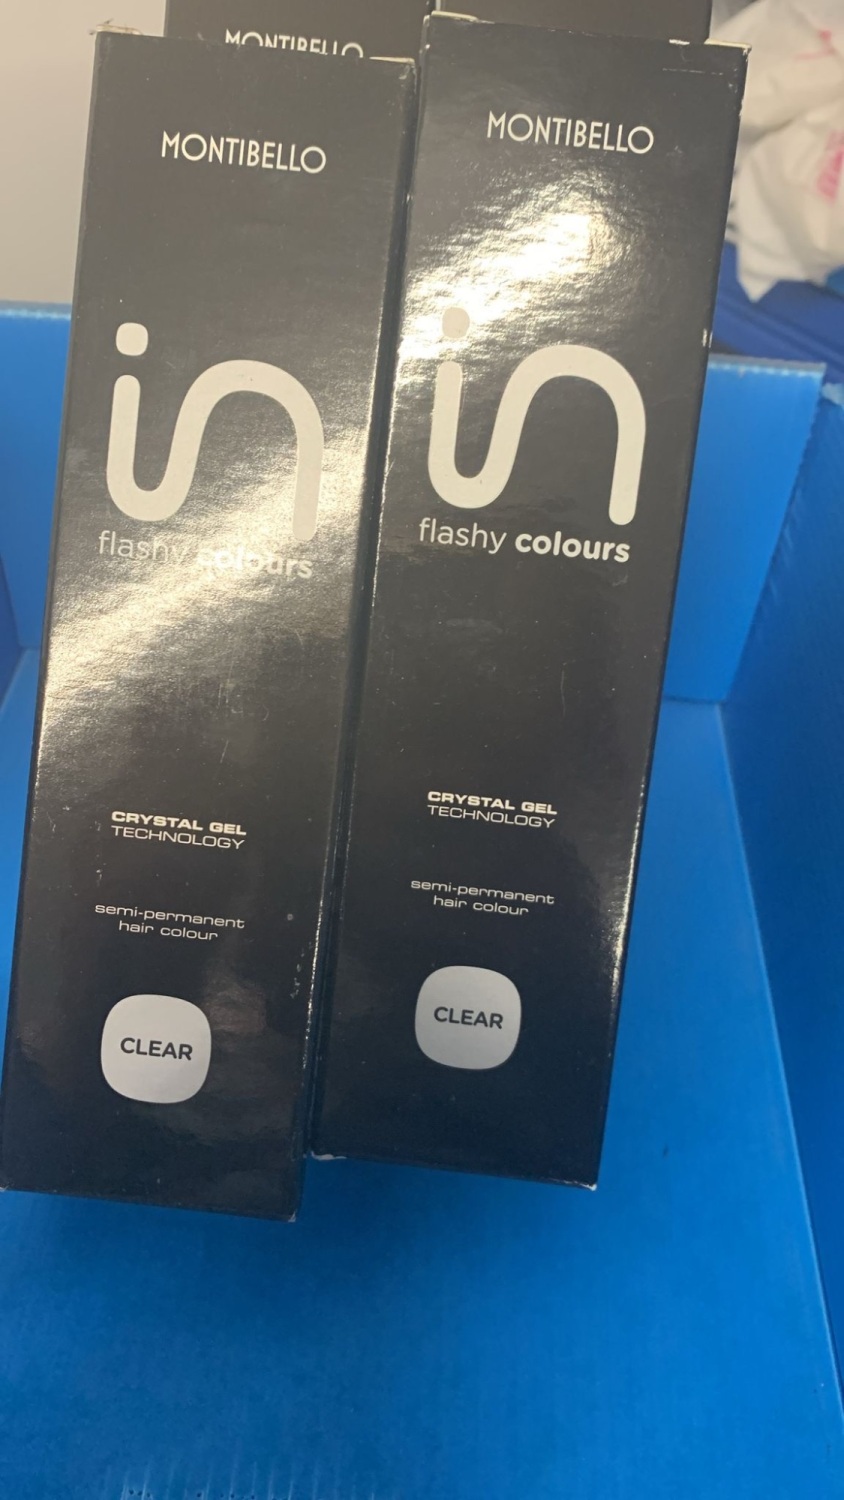 MONTIBELLO
MONTIBELLO
in
flashy colours
CRYSTAL GEL
TECHNOLOGY
semi-permanent
hair colour
CLEAR
MONTIBELLO
in
flashy colours
CRYSTAL GEL
TECHNOLOGY
semi-permanent
hair colour
CLEAR